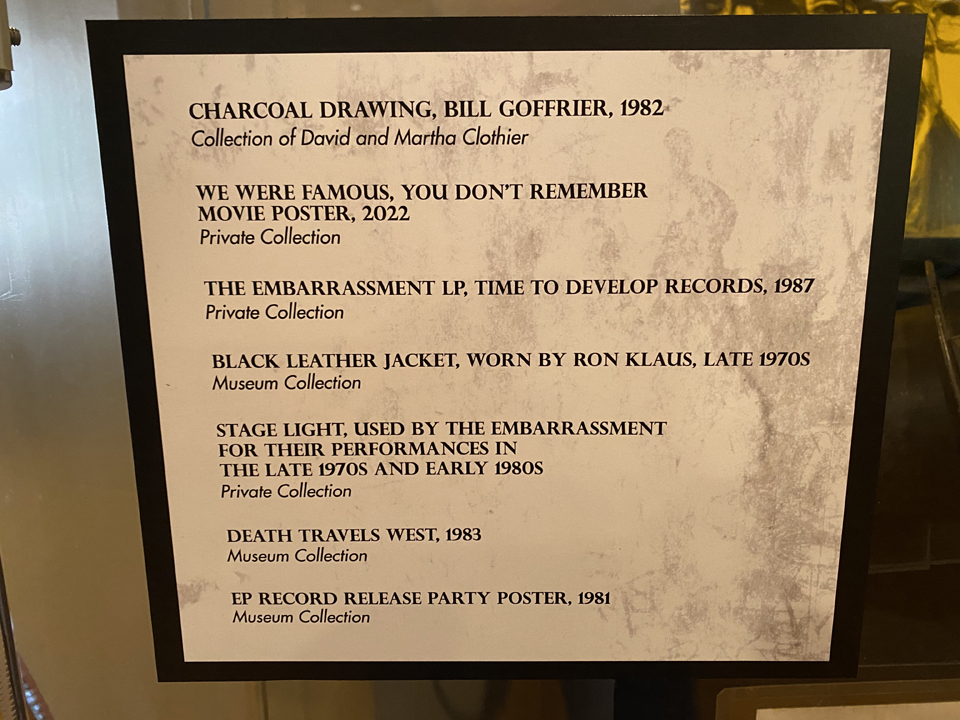 CHARCOAL DRAWING, BILL GOFFRIER, 1982
Collection of David and Martha Clothier
WE WERE FAMOUS, YOU DON'T REMEMBER
MOVIE POSTER, 2022
Private Collection
THE EMBARRASSMENT LP, TIME TO DEVELOP RECORDS, 1987
Private Collection
BLACK LEATHER JACKET, WORN BY RON KLAUS, LATE 1970S
Museum Collection
STAGE LIGHT, USED BY THE EMBARRASSMENT
FOR THEIR PERFORMANCES IN
THE LATE 1970S AND EARLY 1980S
Private Collection
DEATH TRAVELS WEST, 1983
Museum Collection
EP RECORD RELEASE PARTY POSTER, 1981
Museum Collection